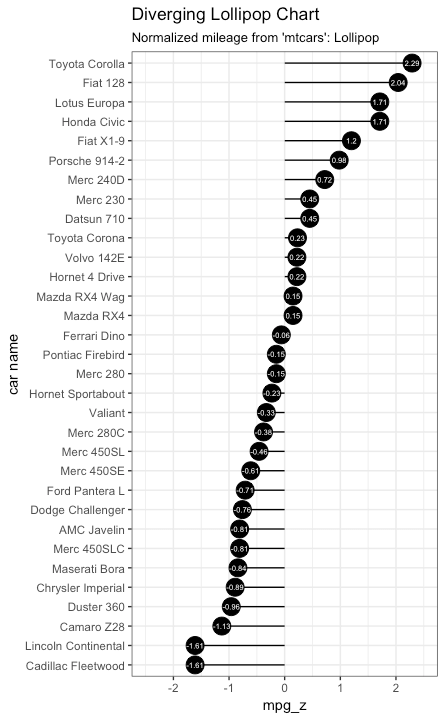 Diverging Lollipop Chart
Normalized mileage from 'mtcars': Lollipop
Toyota Corolla 2.29
Fiat 128 2.04
Lotus Europa 1.71
Honda Civic 1.71
Fiat X1-9 1.2
Porsche 914-2 0.98
Merc 240D 0.72
Merc 230 0.45
Datsun 710 0.45
Toyota Corona 0.23
Volvo 142E 0.22
Hornet 4 Drive 0.22
Mazda RX4 Wag 0.15
Mazda RX4 0.15
Ferrari Dino -0.06
Pontiac Firebird -0.15
Merc 280 -0.15
Hornet Sportabout -0.23
Valiant -0.33
Merc 280C -0.38
Merc 450SL -0.46
Merc 450SE -0.61
Ford Pantera L -0.71
Dodge Challenger -0.76
AMC Javelin -0.81
Merc 450SLC -0.81
Maserati Bora -0.84
Chrysler Imperial -0.89
Duster 360 -0.96
Camaro Z28 -1.13
Lincoln Continental -1.61
Cadillac Fleetwood -1.61
car name
-2 -1 0 1 2
mpg_z